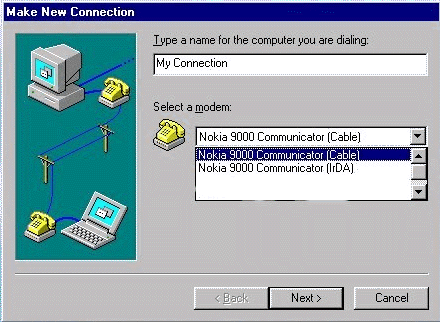 Make New Connection
Type a name for the computer you are dialing:
My Connection
Select a modem:
Nokia 9000 Communicator (Cable)
Nokia 9000 Communicator (Cable)
Nokia 9000 Communicator (IrDA)
< Back
Next >
Cancel